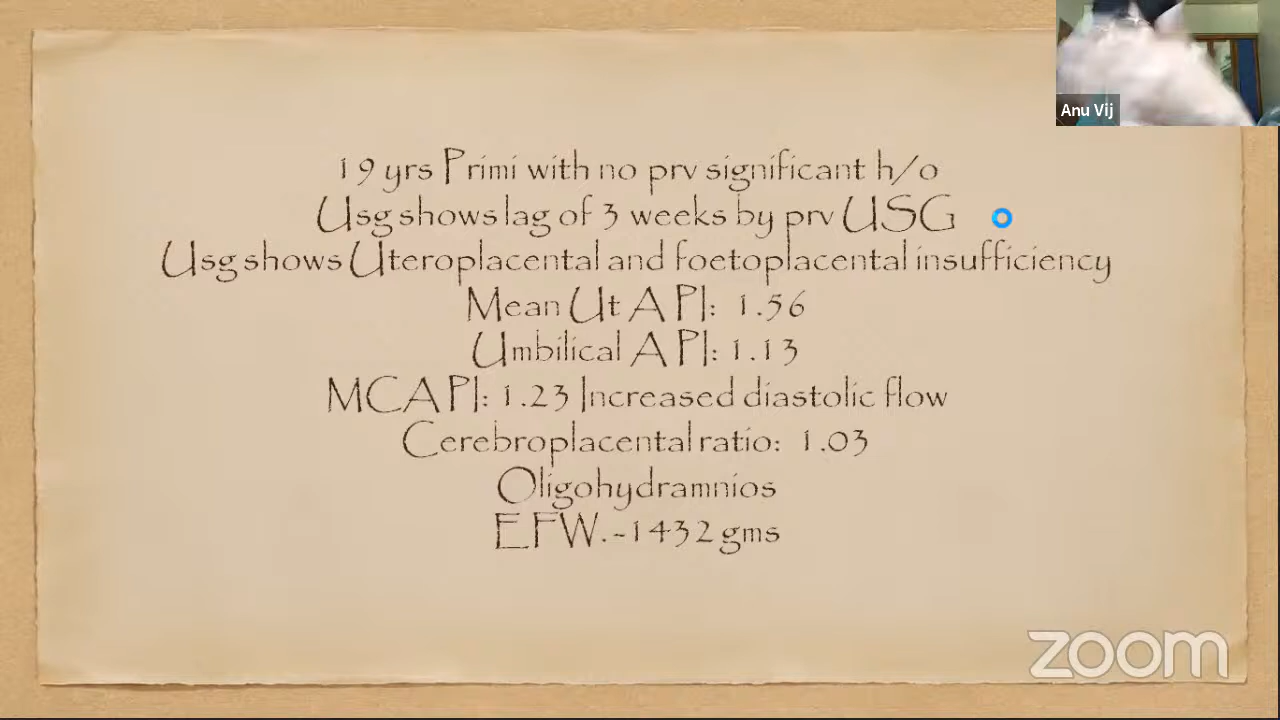 Anu Vij
19 yrs Primi with no prv significant h/o
Usg shows lag of 3 weeks by prv USG
Usg shows Uteroplacental and foetoplacental insufficiency
Mean Ut A PI: 1.56
Umbilical A PI: 1.13
MCA PI: 1.23 Increased diastolic flow
Cerebroplacental ratio: 1.03
Oligohydramnios
EFW.-1432 gms
zoom